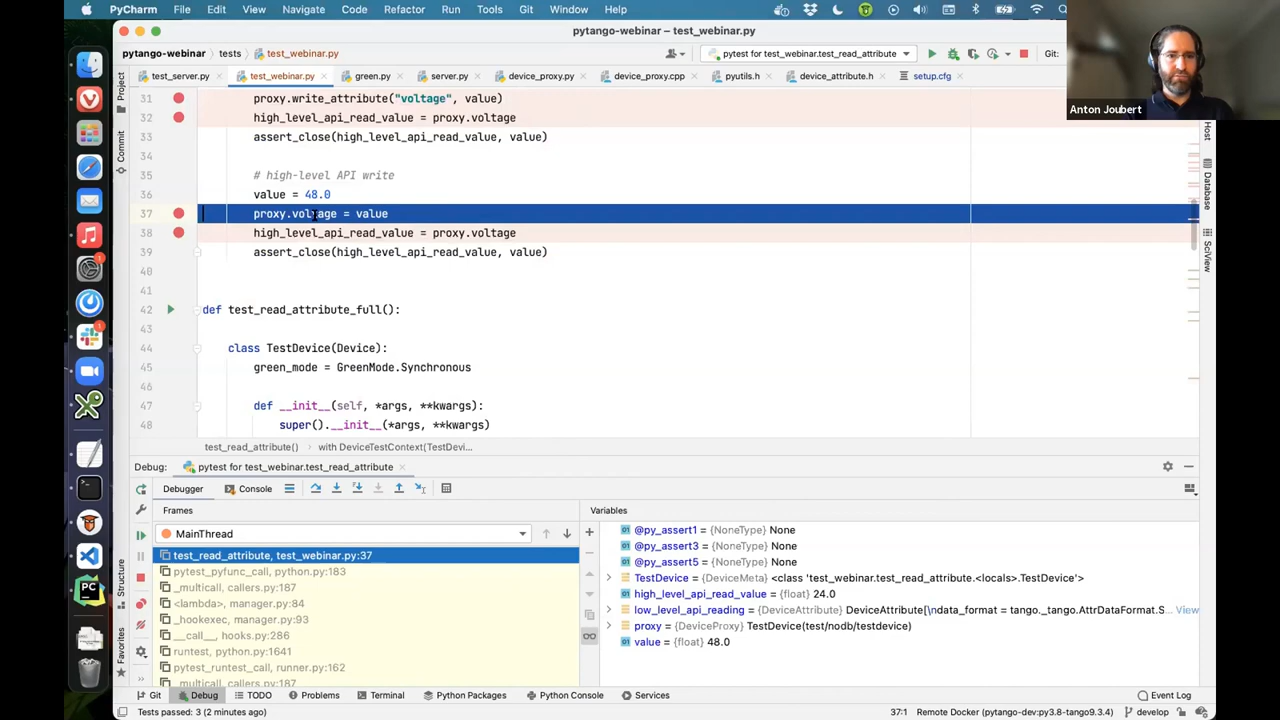 PyCharm File Edit View Navigate Code Refactor Run Tools Git Window Help
pytango-webinar – test_webinar.py
pytango-webinar tests test_webinar.py pytest for test_webinar.test_read_attribute Git:
Anton Joubert
test_server.py test_webinar.py green.py server.py device_proxy.py device_proxy.cpp pyutils.h device_attribute.h setup.cfg
Project
Commit
Structure
Favorites
Host
Database
SciView
31 proxy.write_attribute("voltage", value)
32 high_level_api_read_value = proxy.voltage
33 assert_close(high_level_api_read_value, value)
34
35 # high-level API write
36 value = 48.0
37 proxy.voltage = value
38 high_level_api_read_value = proxy.voltage
39 assert_close(high_level_api_read_value, value)
40
41
42 def test_read_attribute_full():
43
44 class TestDevice(Device):
45 green_mode = GreenMode.Synchronous
46
47 def __init__(self, *args, **kwargs):
48 super().__init__(*args, **kwargs)
test_read_attribute() with DeviceTestContext(TestDevi...
Debug: pytest for test_webinar.test_read_attribute
Debugger Console
Frames
MainThread
test_read_attribute, test_webinar.py:37
pytest_pyfunc_call, python.py:183
_multicall, callers.py:187
<lambda>, manager.py:84
_hookexec, manager.py:93
__call__, hooks.py:286
runtest, python.py:1641
pytest_runtest_call, runner.py:162
_multicall, callers.py:187
Variables
@py_assert1 = {NoneType} None
@py_assert3 = {NoneType} None
@py_assert5 = {NoneType} None
TestDevice = {DeviceMeta} <class 'test_webinar.test_read_attribute.<locals>.TestDevice'>
high_level_api_read_value = {float} 24.0
low_level_api_reading = {DeviceAttribute} DeviceAttribute[\ndata_format = tango._tango.AttrDataFormat.S... View
proxy = {DeviceProxy} TestDevice(test/nodb/testdevice)
value = {float} 48.0
Git Debug TODO Problems Terminal Python Packages Python Console Services Event Log
Tests passed: 3 (2 minutes ago) 37:1 Remote Docker (pytango-dev:py3.8-tango9.3.4) develop